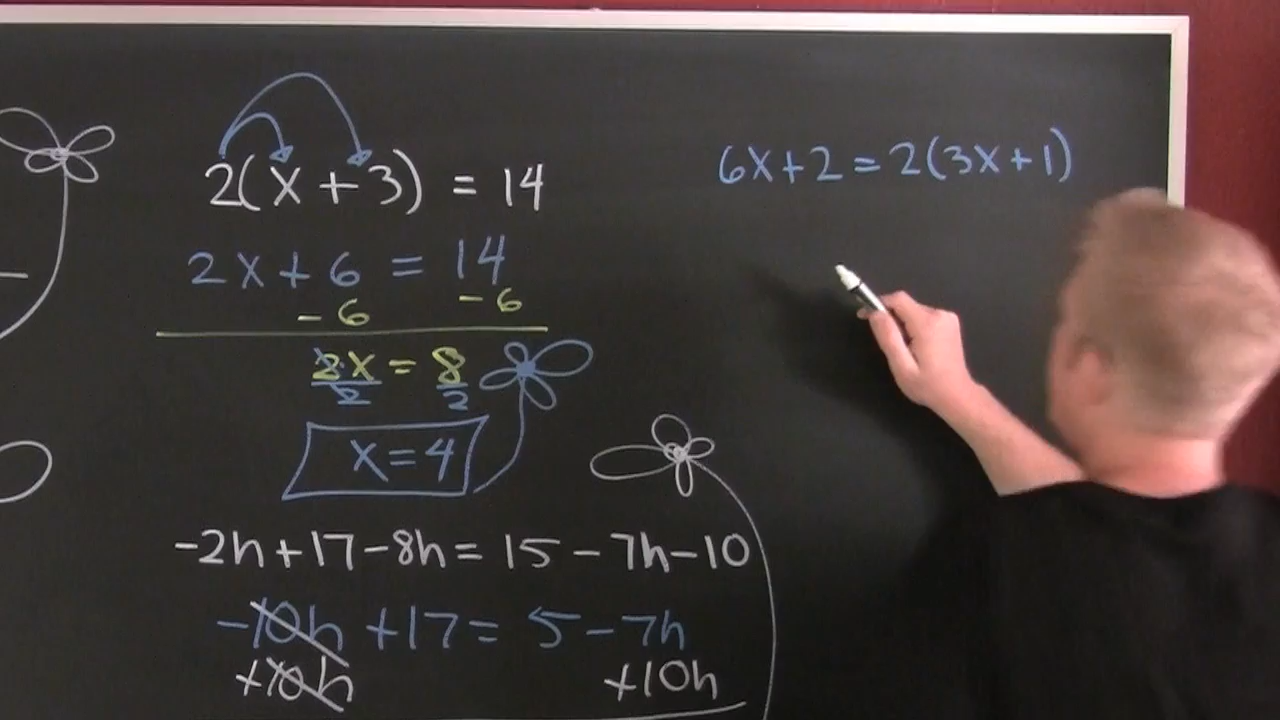 2(x+3) = 14
2x+6 = 14
-6 -6
2x = 8
2 2
x=4
-2h+17-8h = 15-7h-10
-10h+17 = 5-7h
+10h +10h
6x+2 = 2(3x+1)